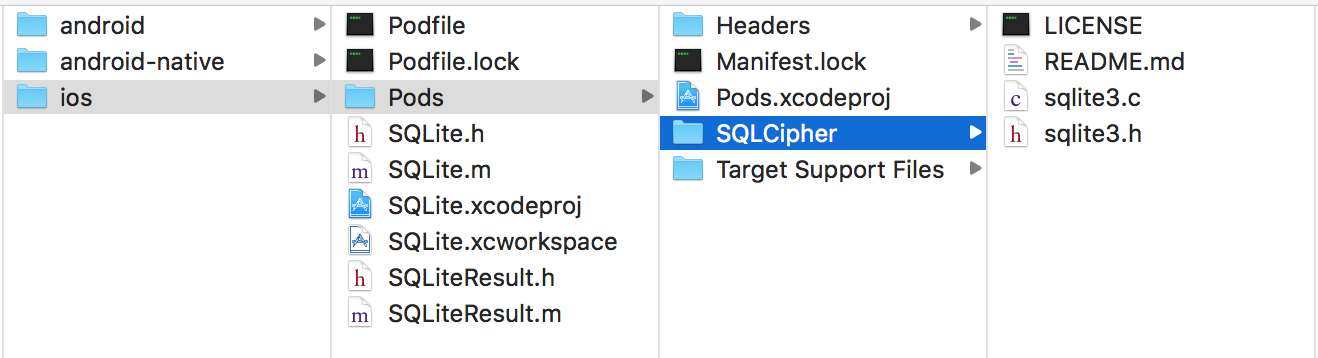 android
android-native
ios
Podfile
Podfile.lock
Pods
SQLite.h
SQLite.m
SQLite.xcodeproj
SQLite.xcworkspace
SQLiteResult.h
SQLiteResult.m
Headers
Manifest.lock
Pods.xcodeproj
SQLCipher
Target Support Files
LICENSE
README.md
sqlite3.c
sqlite3.h